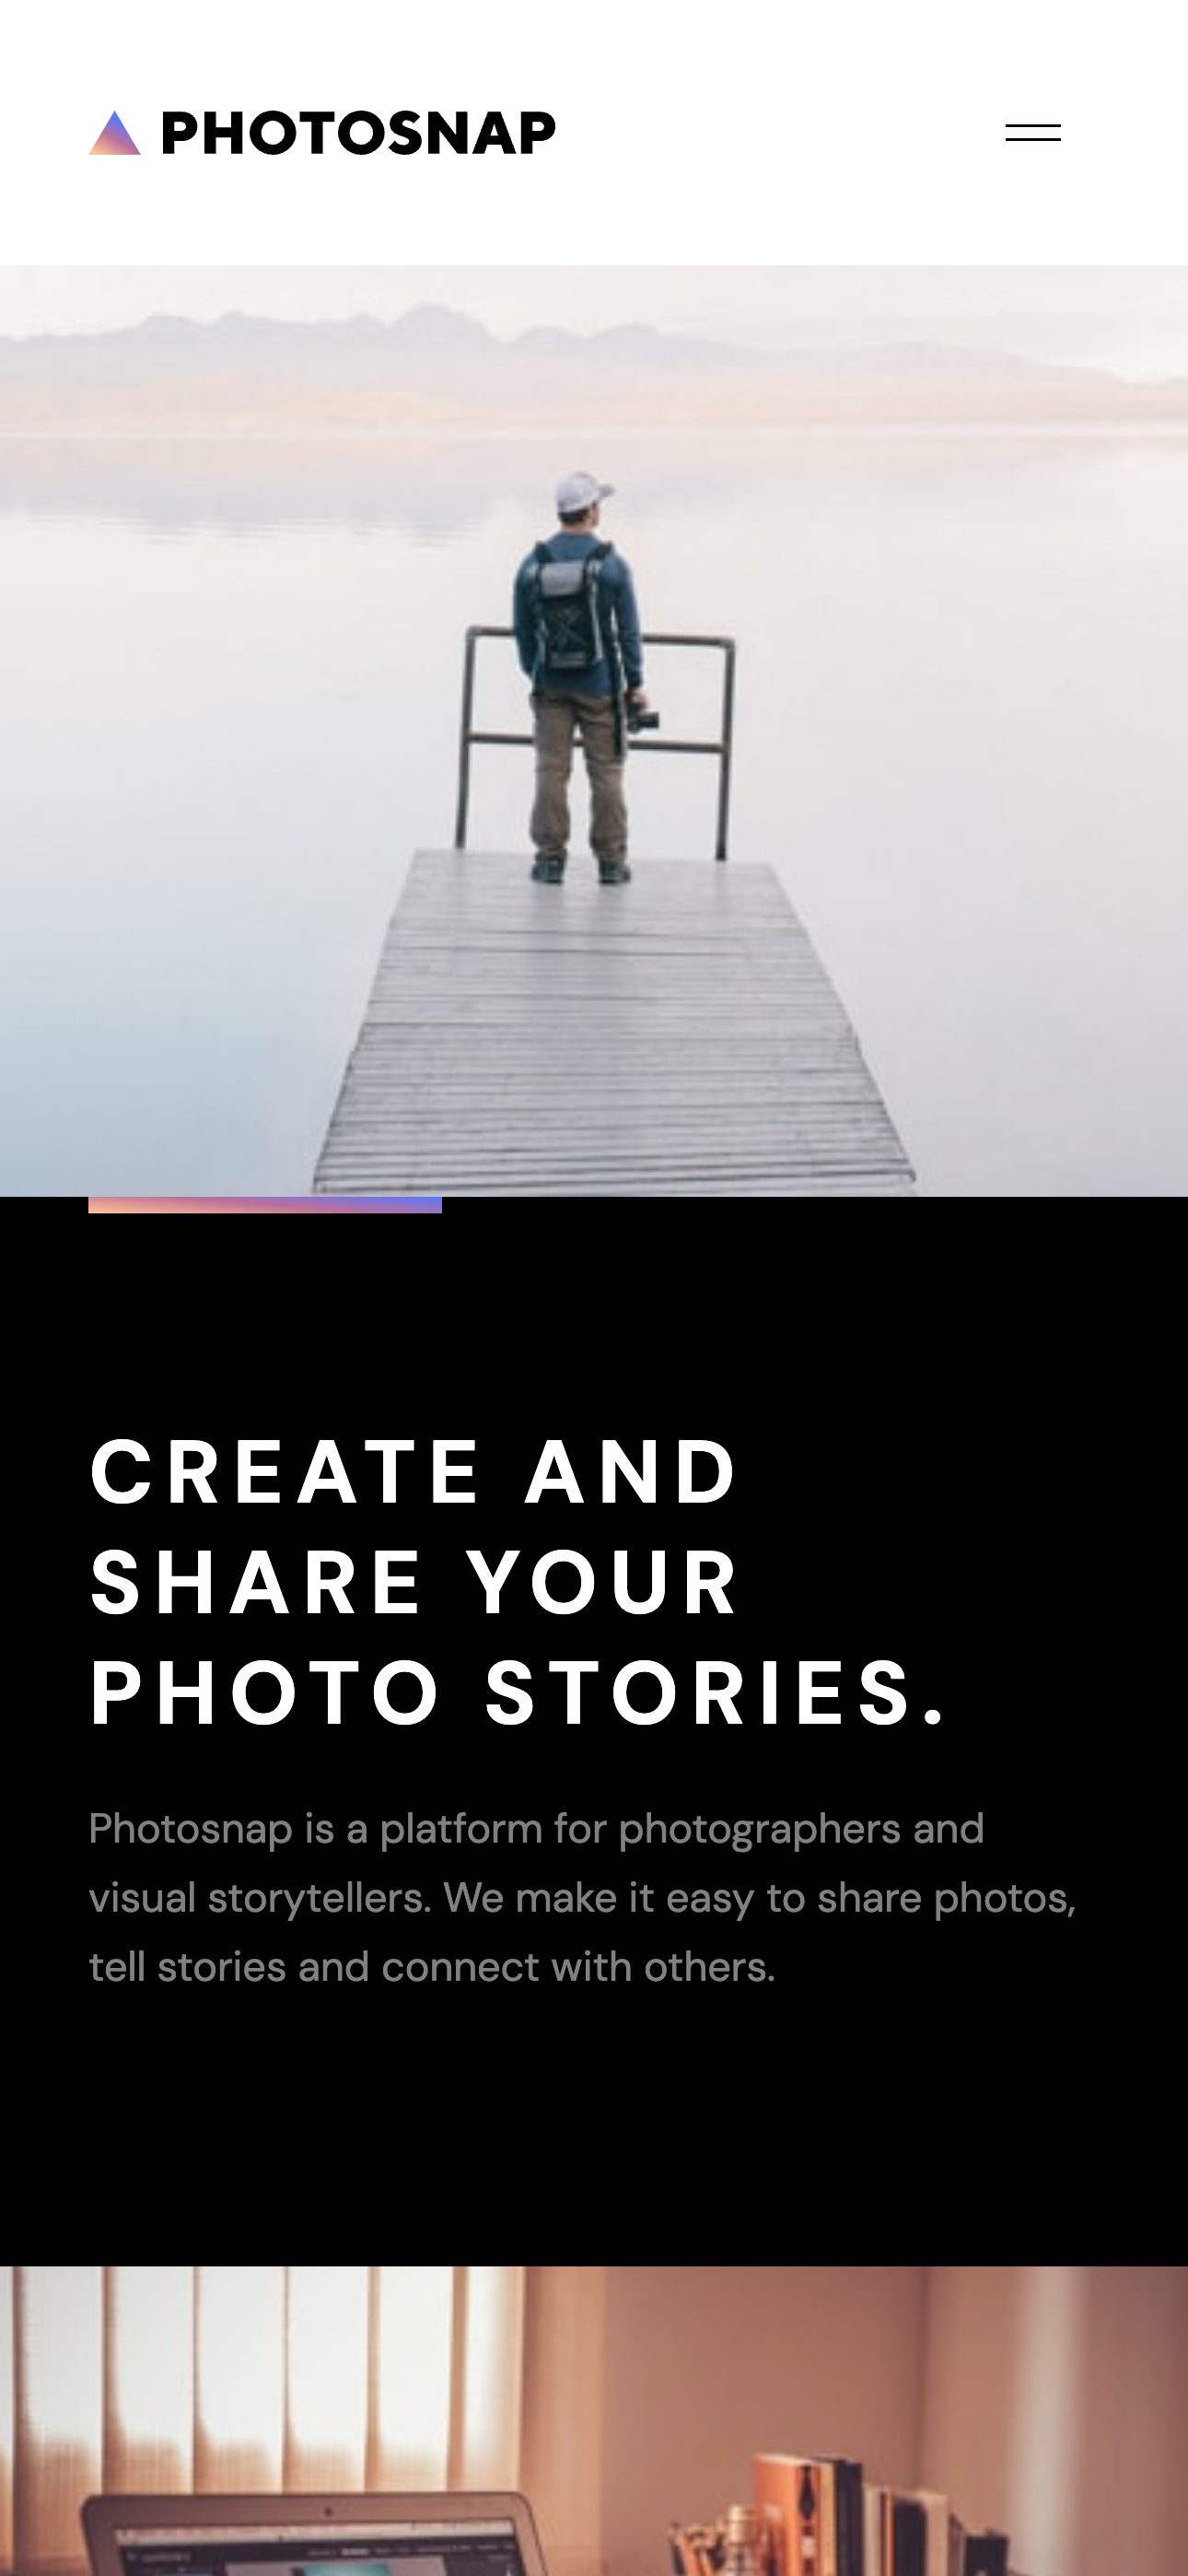 PHOTOSNAP
CREATE AND
SHARE YOUR
PHOTO STORIES.
Photosnap is a platform for photographers and
visual storytellers. We make it easy to share photos,
tell stories and connect with others.